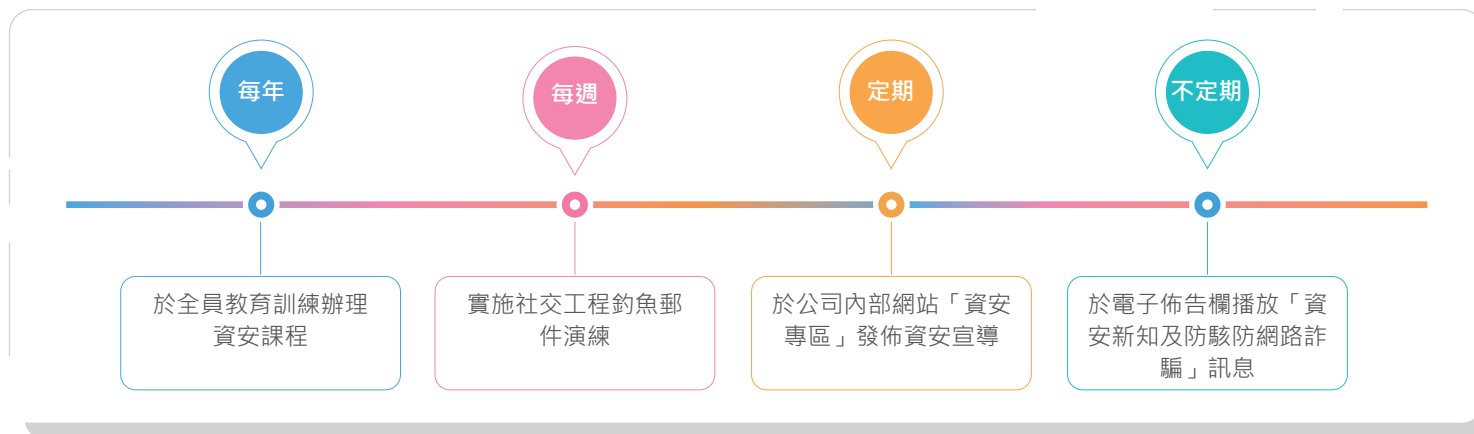 每年
每週
定期
不定期
於全員教育訓練辦理
資安課程
實施社交工程釣魚郵
件演練
於公司內部網站「資安
專區」發佈資安宣導
於電子佈告欄播放「資
安新知及防駭防網路詐
騙」訊息